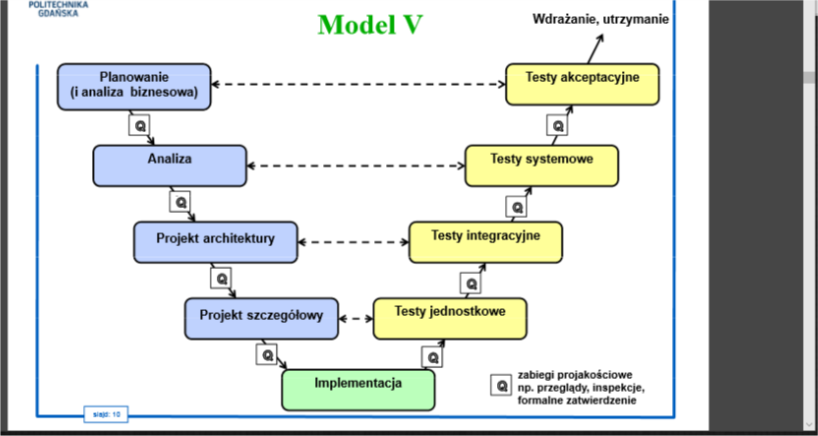 POLITECHNIKA
GDAŃSKA
Model V
Wdrażanie, utrzymanie
Planowanie
(i analiza biznesowa)
Testy akceptacyjne
Q
Q
Analiza
Testy systemowe
Q
Q
Projekt architektury
Testy integracyjne
Q
Q
Projekt szczegółowy
Testy jednostkowe
Q
Q
Implementacja
Q
zabiegi projakościowe
np. przeglądy, inspekcje,
formalne zatwierdzenie
slajd: 10